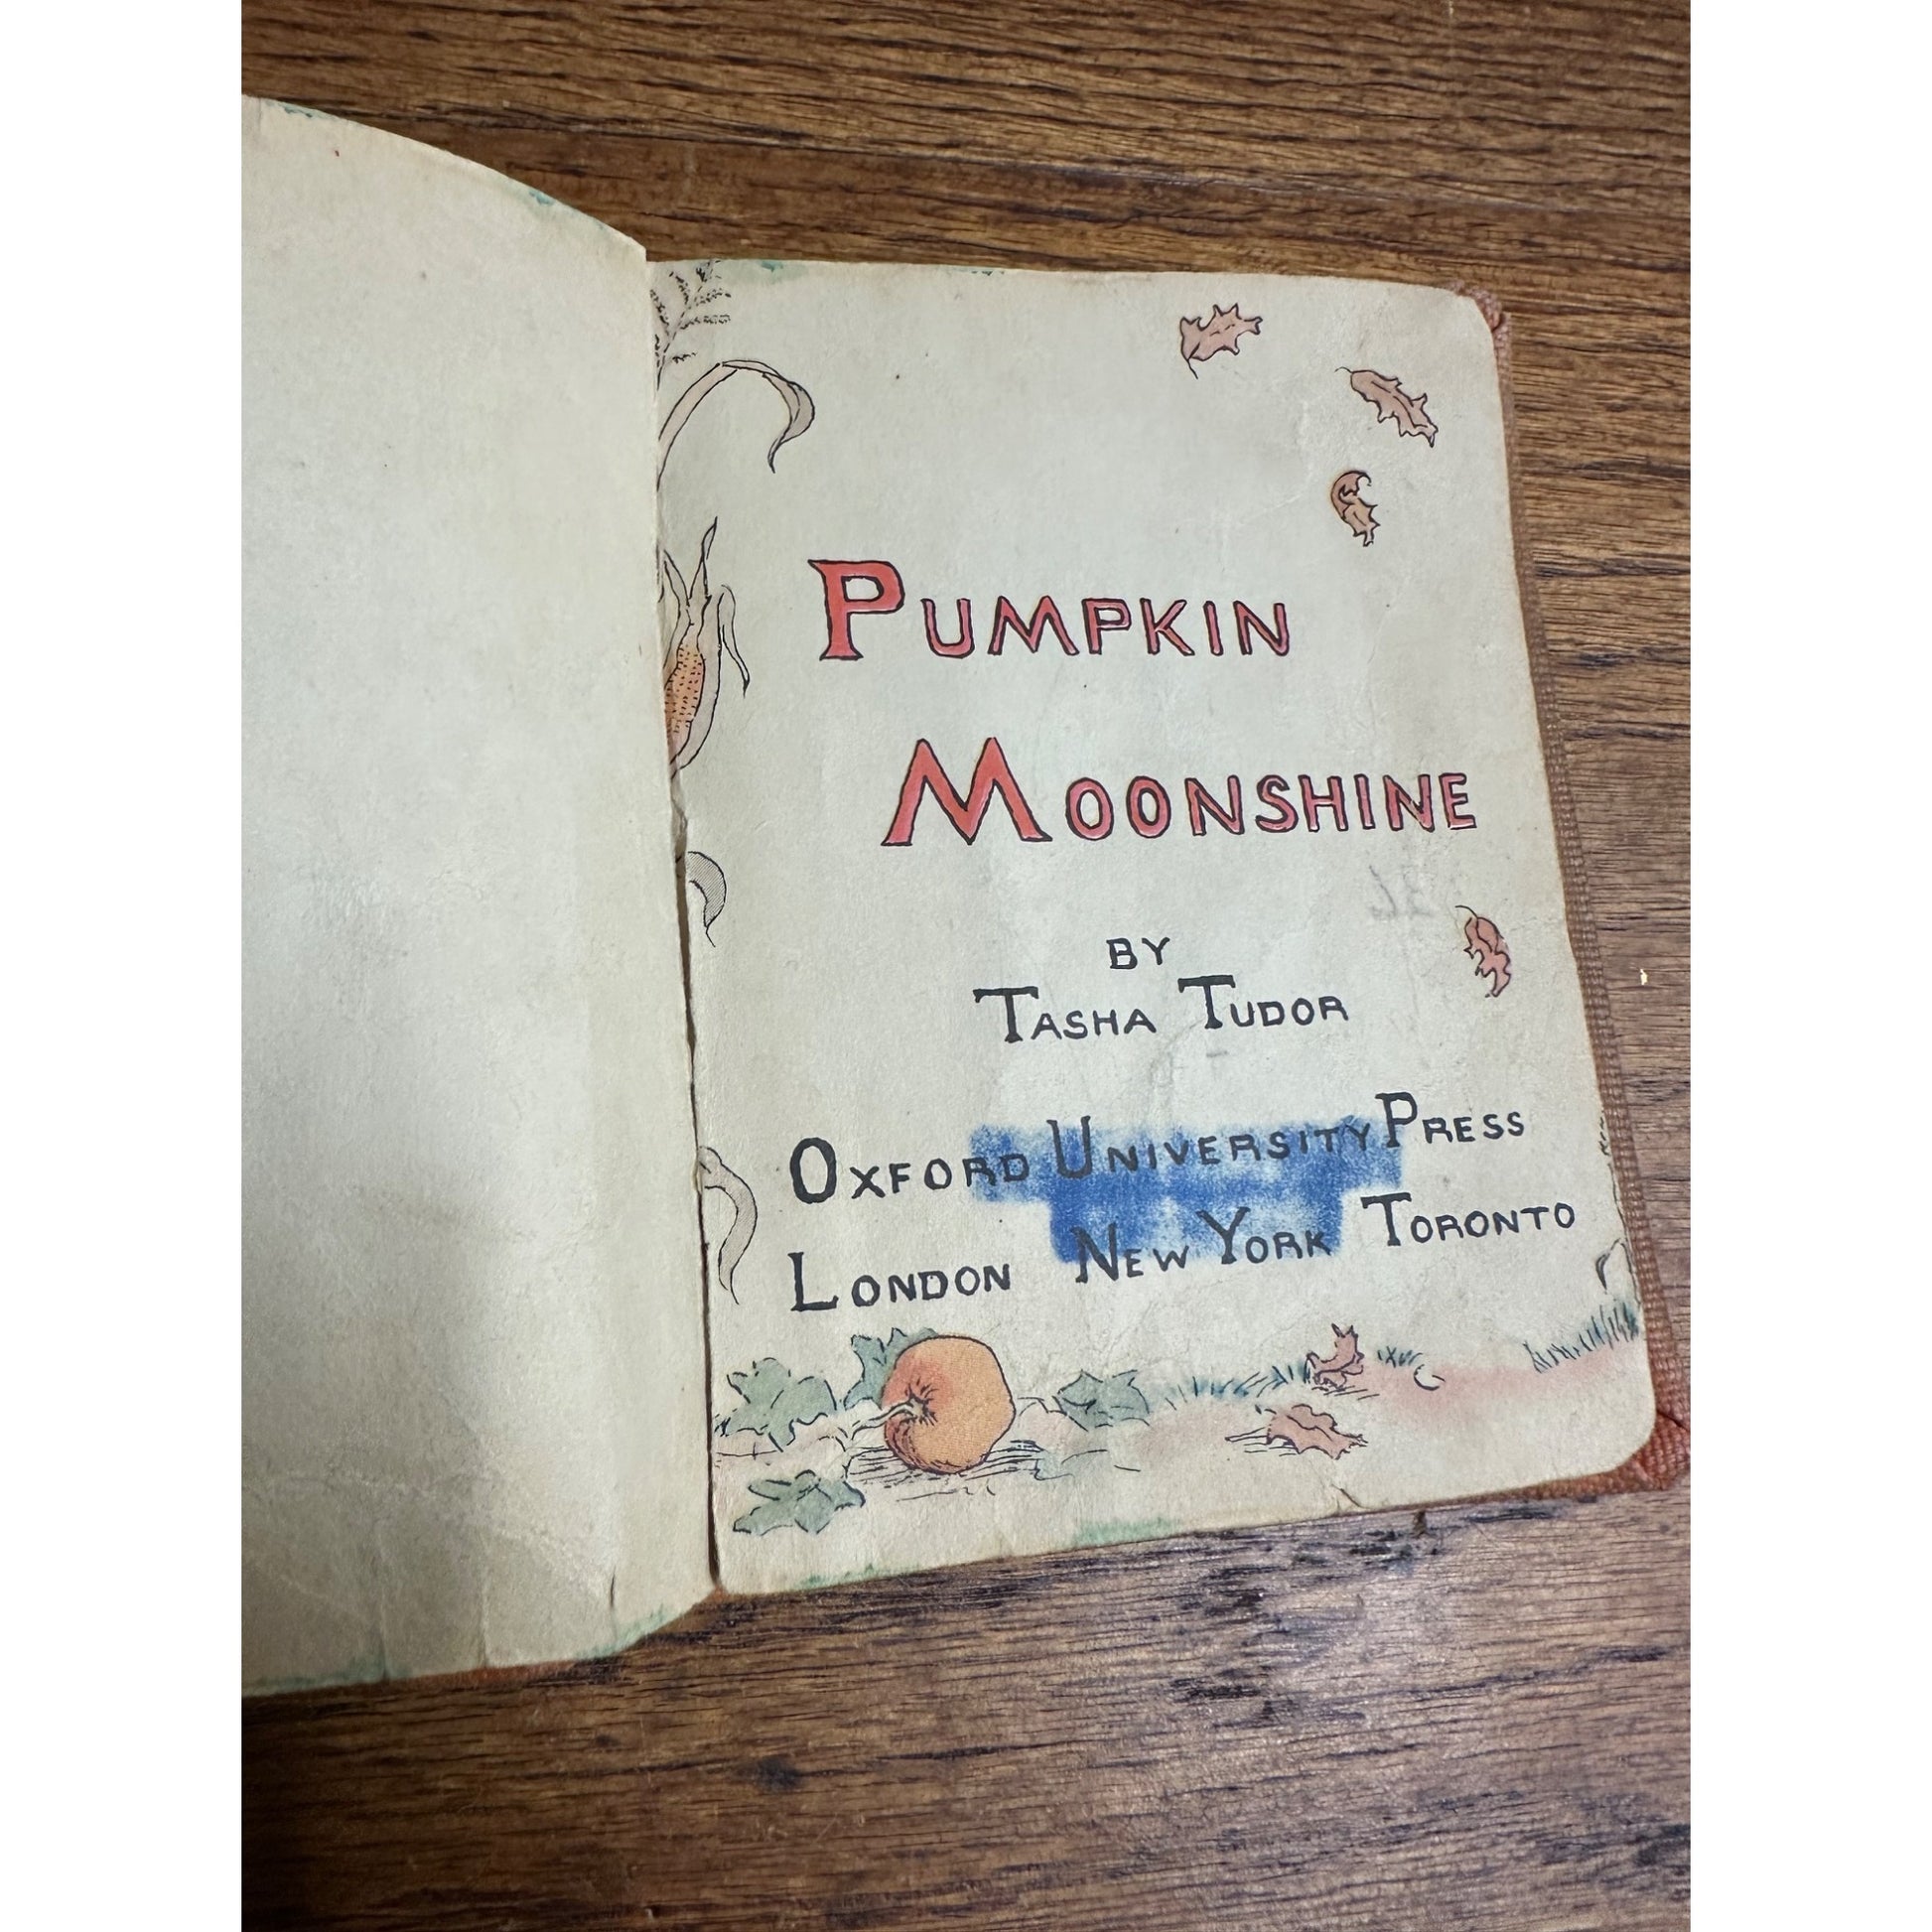 PUMPKIN
MOONSHINE
BY
TASHA TUDOR
OXFORD UNIVERSITY PRESS
LONDON NEW YORK TORONTO